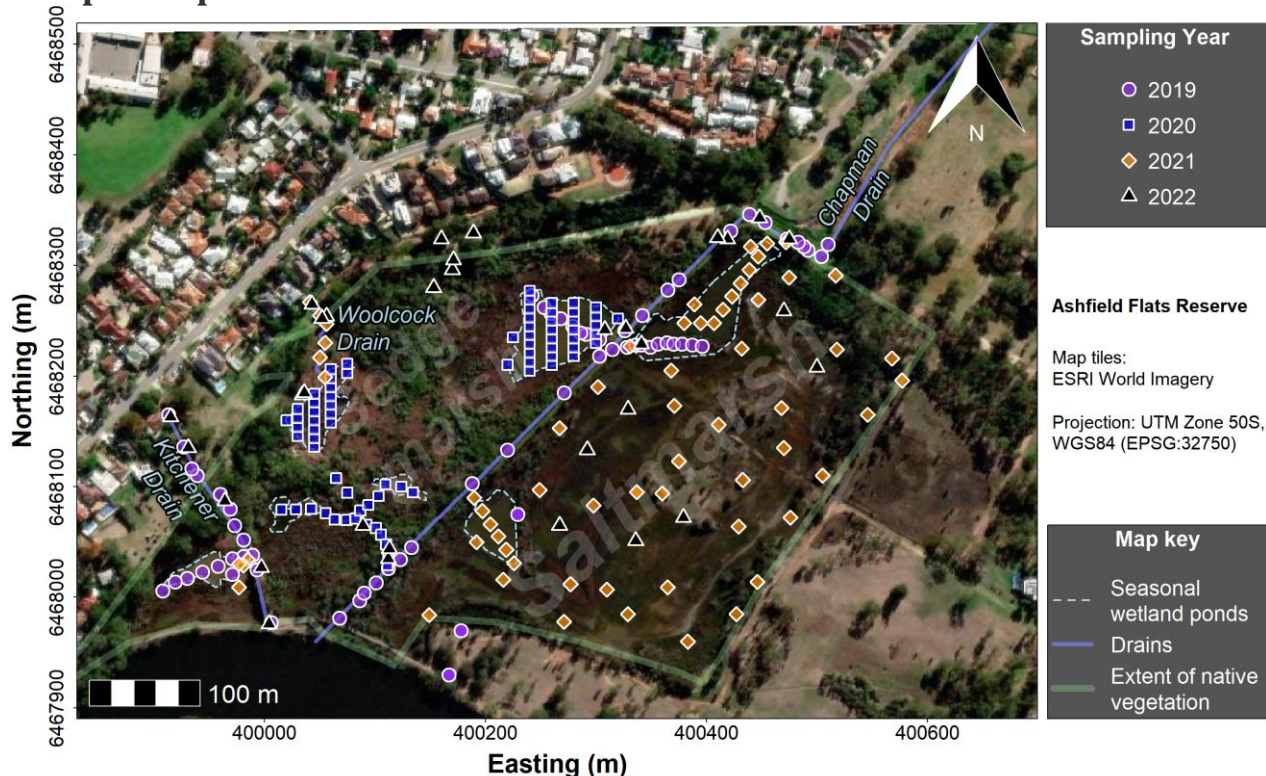 6468500
6468400
6468300
6468200
6468100
6468000
6467900
Northing (m)
400000
400200
400400
400600
Easting (m)
Chapman
Drain
Woolcock
Drain
Kitchener
Drain
sedge
marsh
Saltmarsh
N
100 m
Sampling Year
2019
2020
2021
2022
Ashfield Flats Reserve
Map tiles:
ESRI World Imagery
Projection: UTM Zone 50S,
WGS84 (EPSG:32750)
Map key
Seasonal
wetland ponds
Drains
Extent of native
vegetation